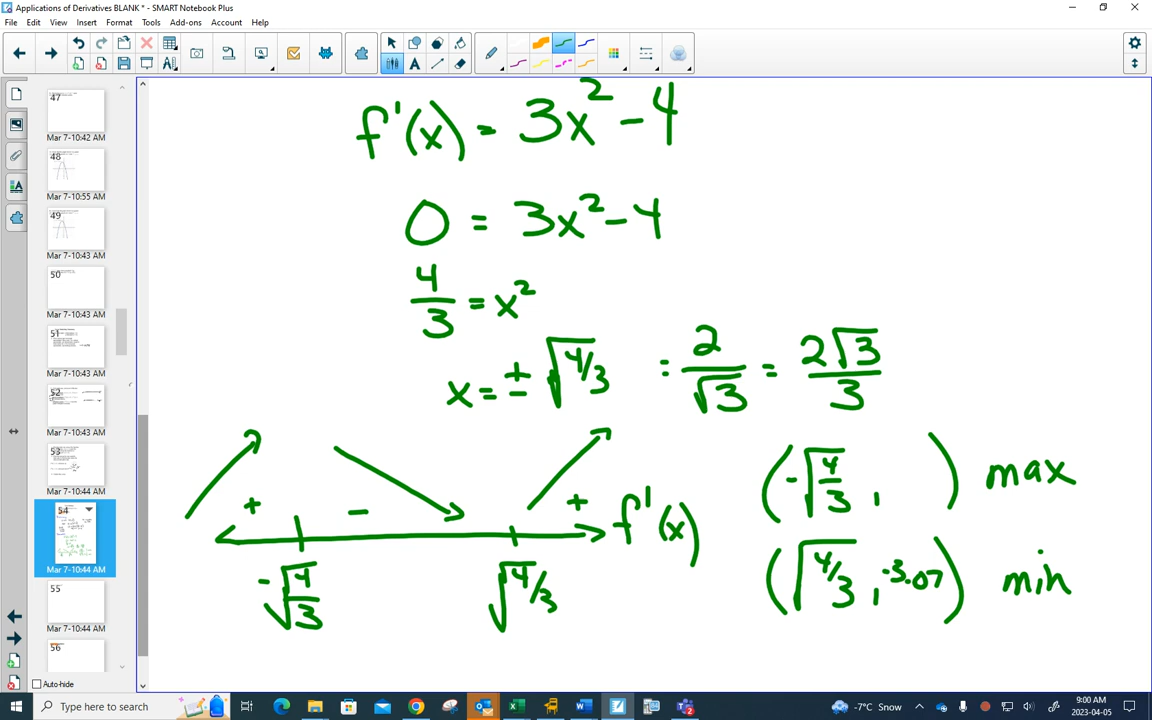 Applications of Derivatives BLANK * - SMART Notebook Plus
File Edit View Insert Format Tools Add-ons Account Help
47
Mar 7-10:42 AM
48
Mar 7-10:55 AM
49
Mar 7-10:43 AM
50
Mar 7-10:43 AM
51
Mar 7-10:44 AM
52
Mar 7-10:43 AM
53
Mar 7-10:44 AM
54
Mar 7-10:44 AM
55
Mar 7-10:44 AM
56
Auto-hide
f'(x) = 3x² - 4
0 = 3x² - 4
4/3 = x²
x = ± √4/3 : 2/√3 = 2√3/3
+ - + f'(x)
-√4/3 √4/3
(-√4/3, ) max
(√4/3, -3.07) min
Type here to search
-7°C Snow
9:00 AM
2023-04-05